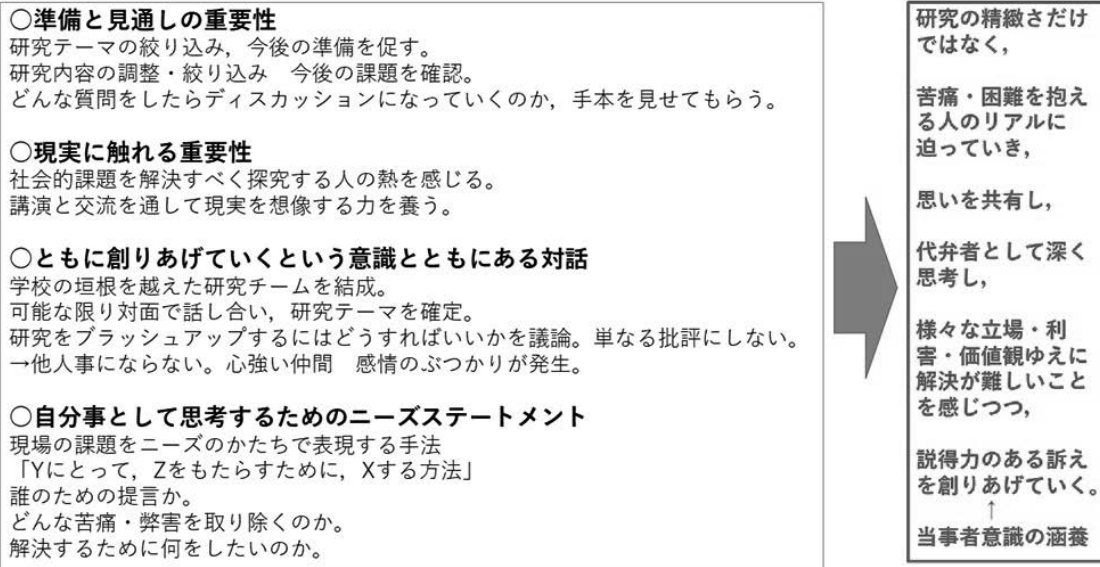 ○準備と見通しの重要性
研究テーマの絞り込み，今後の準備を促す。
研究内容の調整・絞り込み　今後の課題を確認。
どんな質問をしたらディスカッションになっていくのか，手本を見せてもらう。
○現実に触れる重要性
社会的課題を解決すべく探究する人の熱を感じる。
講演と交流を通して現実を想像する力を養う。
○ともに創りあげていくという意識とともにある対話
学校の垣根を越えた研究チームを結成。
可能な限り対面で話し合い，研究テーマを確定。
研究をブラッシュアップするにはどうすればいいかを議論。単なる批評にしない。
→他人事にならない。心強い仲間　感情のぶつかりが発生。
○自分事として思考するためのニーズステートメント
現場の課題をニーズのかたちで表現する手法
「Yにとって，Zをもたらすために，Xする方法」
誰のための提言か。
どんな苦痛・弊害を取り除くのか。
解決するために何をしたいのか。
研究の精緻さだけ
ではなく，
苦痛・困難を抱え
る人のリアルに
迫っていき，
思いを共有し，
代弁者として深く
思考し，
様々な立場・利
害・価値観ゆえに
解決が難しいこと
を感じつつ，
説得力のある訴え
を創りあげていく。
↑
当事者意識の涵養